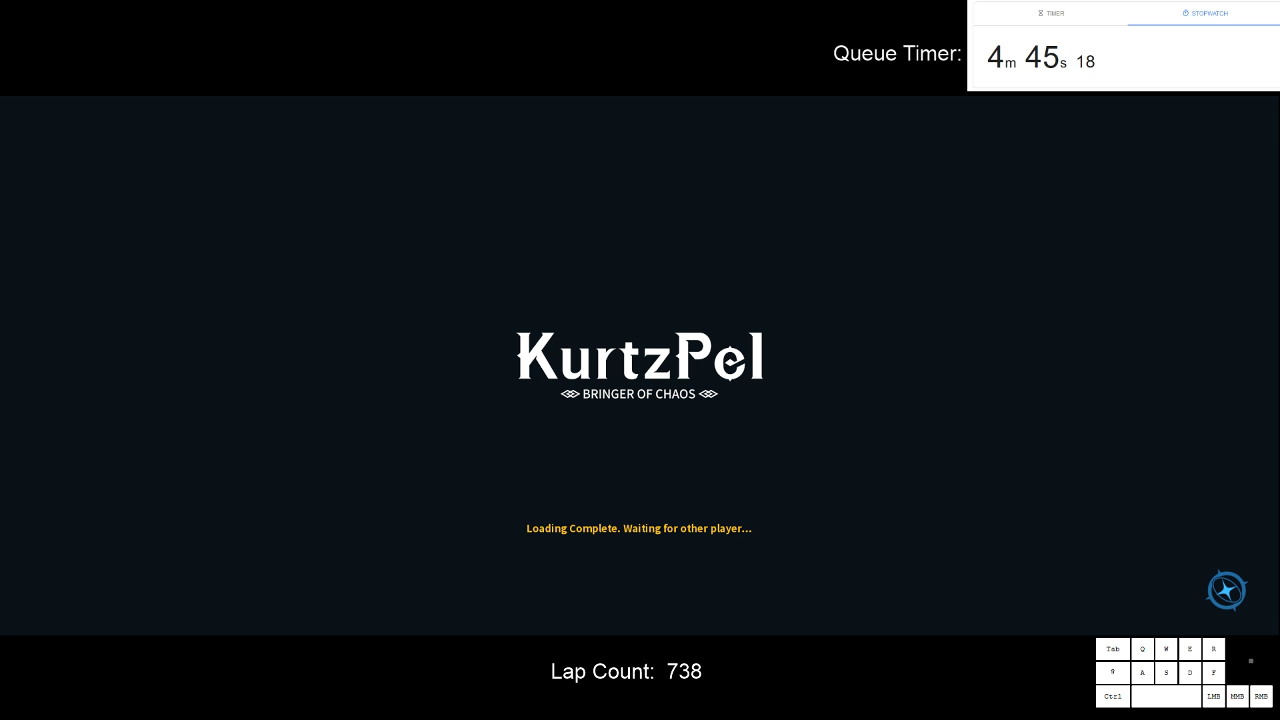 TIMER
STOPWATCH
Queue Timer:
4m 45s 18
KurtzPel
BRINGER OF CHAOS
Loading Complete. Waiting for other player...
Lap Count: 738
Tab Q W E R
A S D F
Ctrl LMB MMB RMB